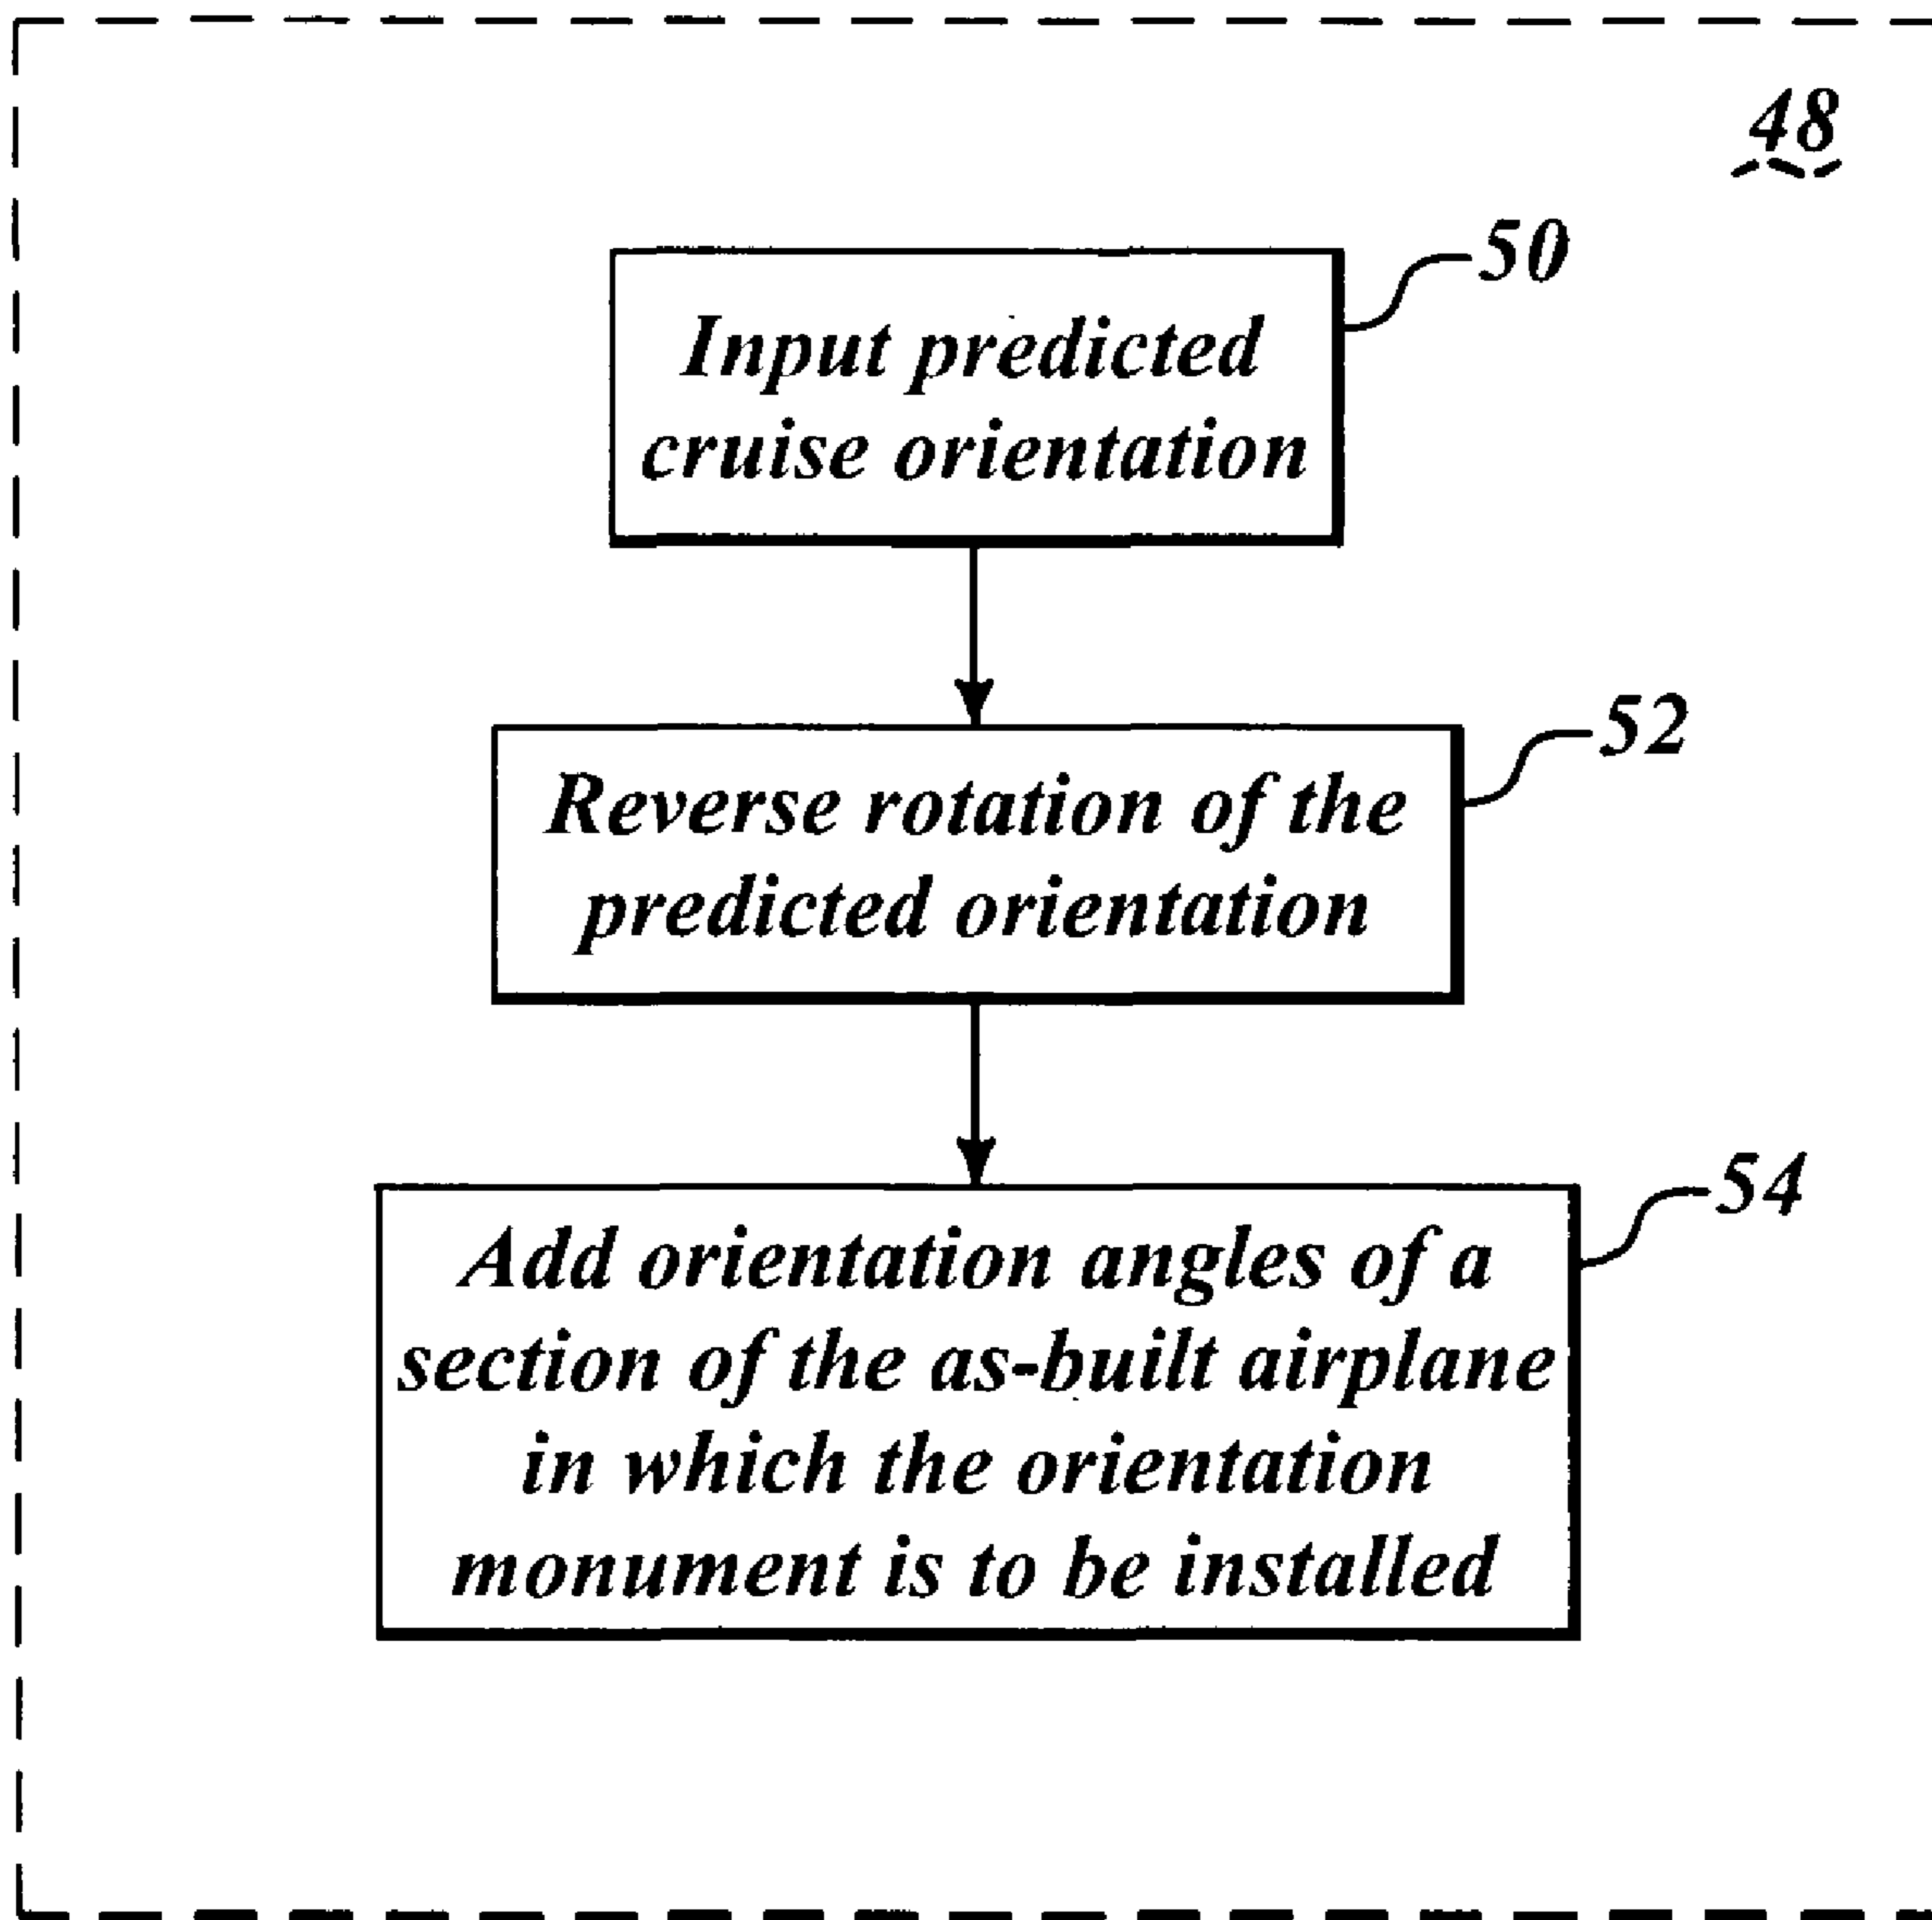 48
50
Input predicted
cruise orientation
52
Reverse rotation of the
predicted orientation
54
Add orientation angles of a
section of the as-built airplane
in which the orientation
monument is to be installed